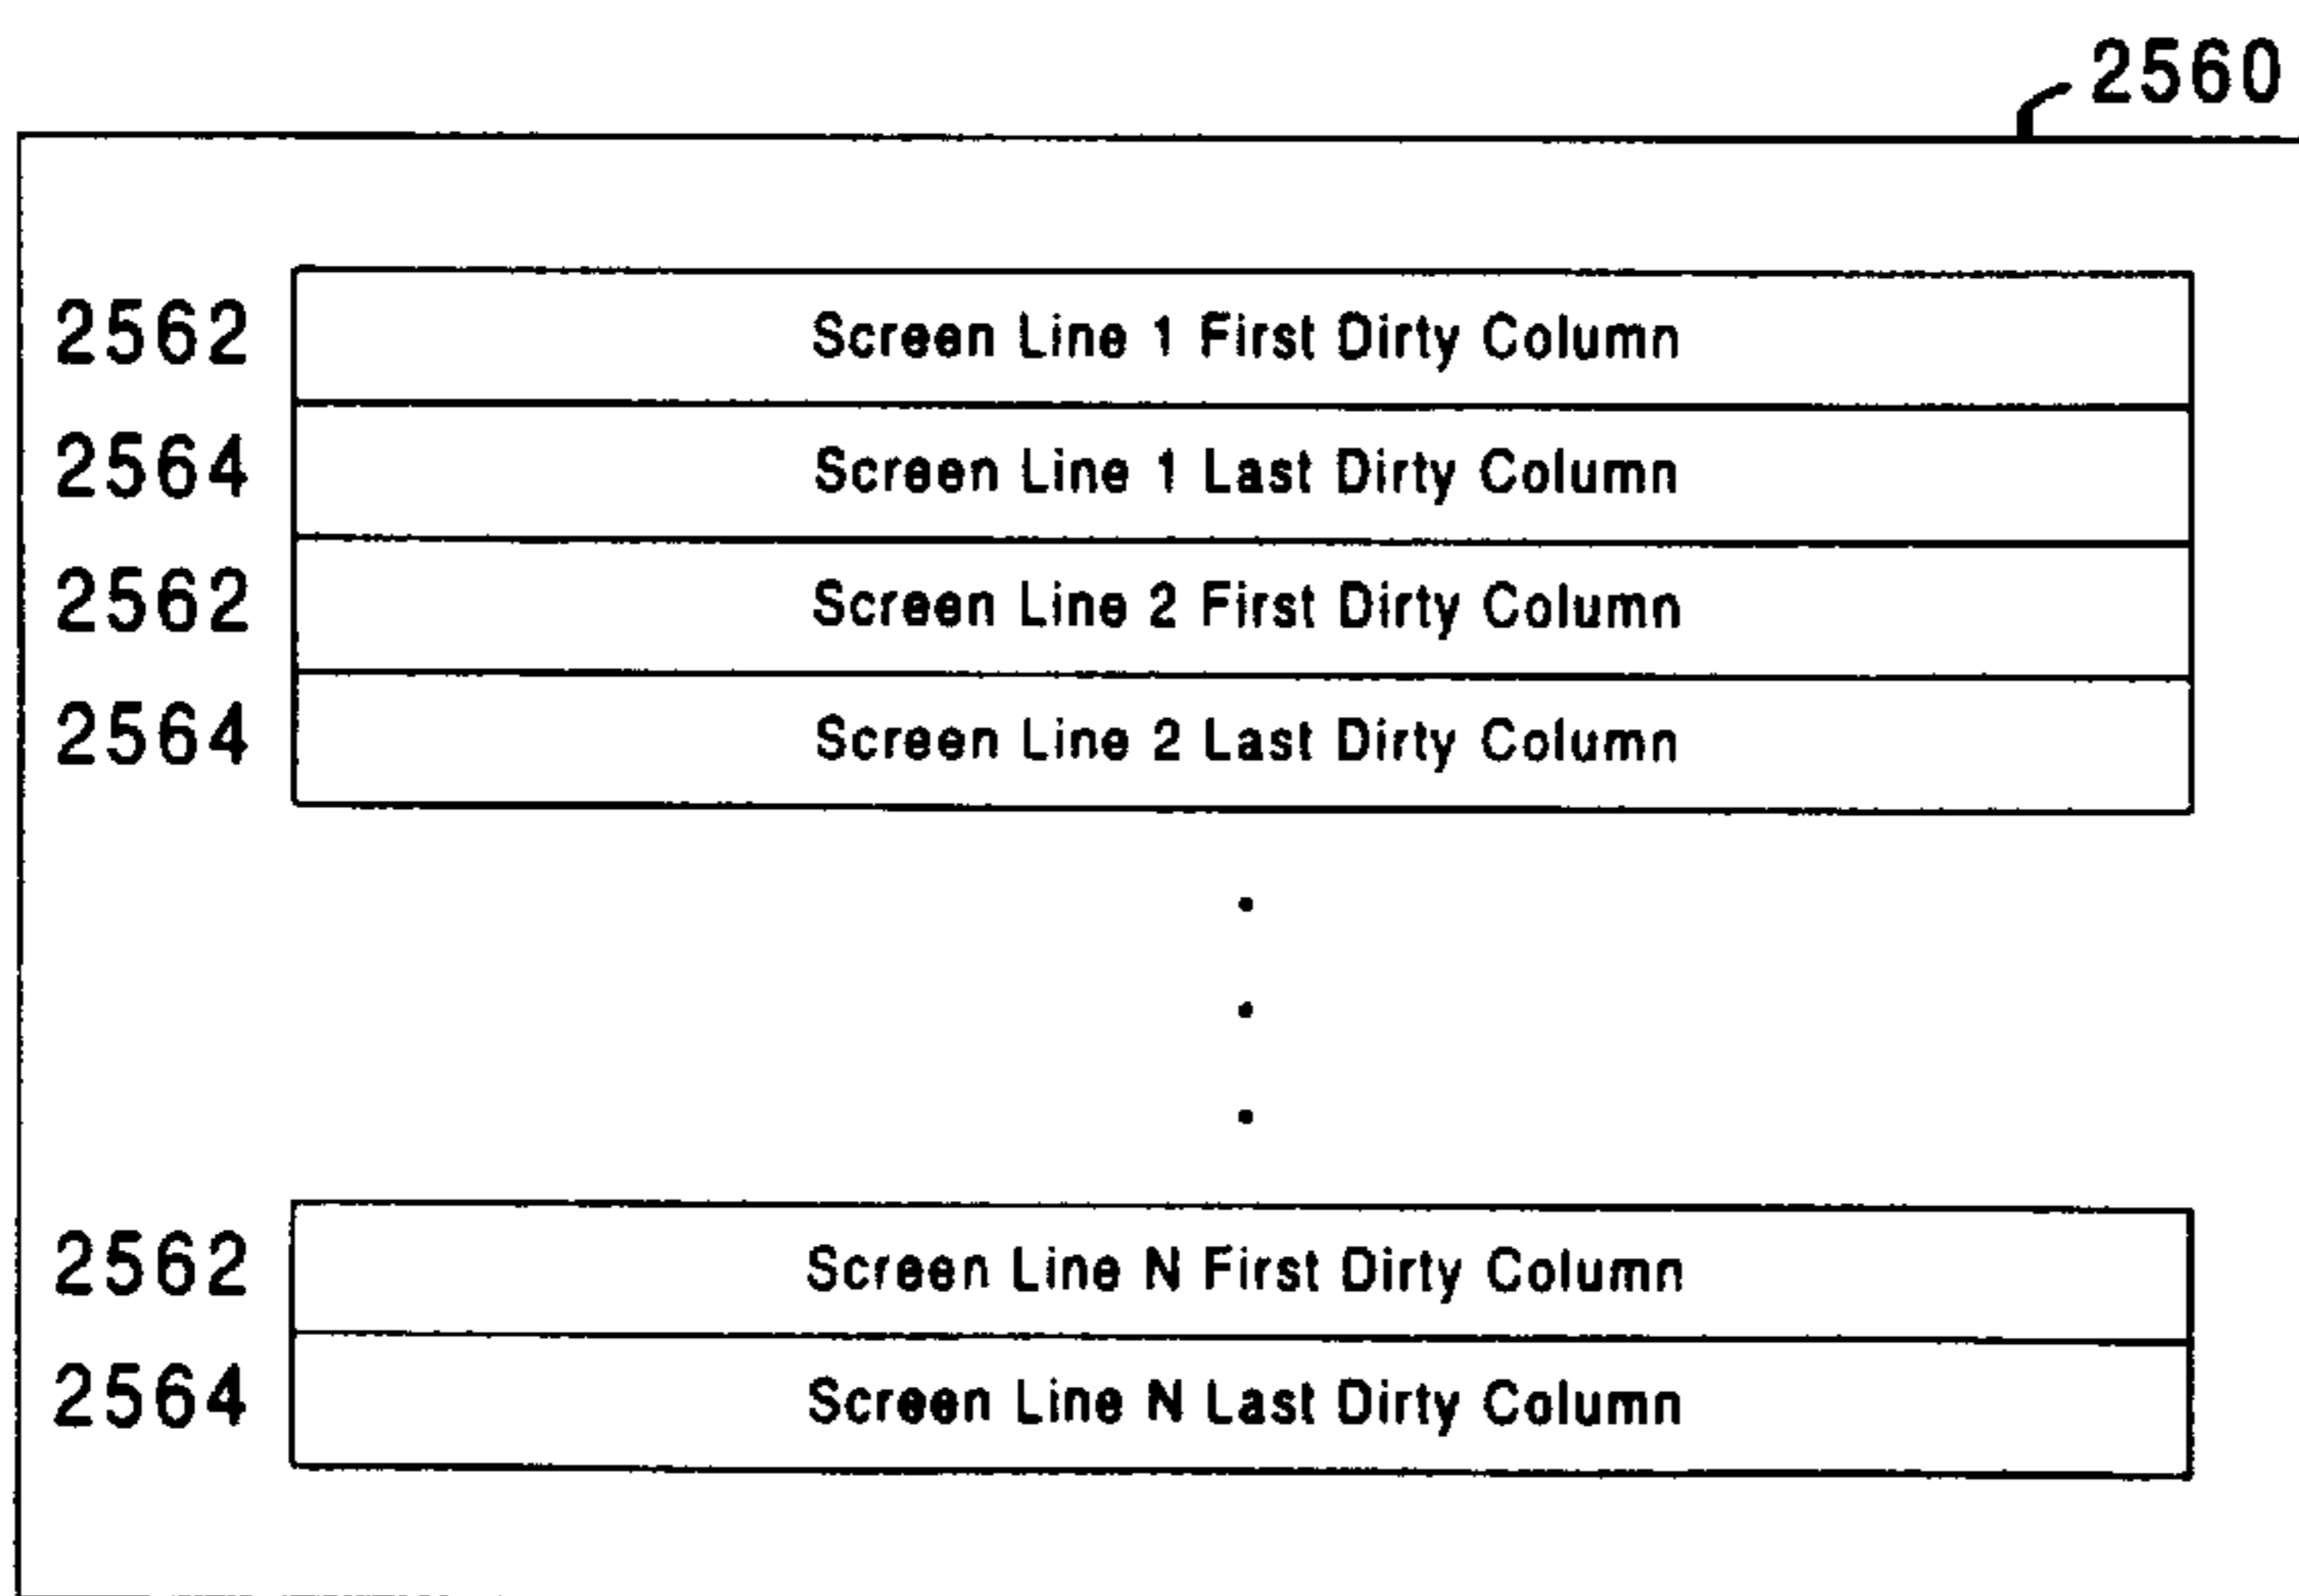 2560
2562 Screen Line 1 First Dirty Column
2564 Screen Line 1 Last Dirty Column
2562 Screen Line 2 First Dirty Column
2564 Screen Line 2 Last Dirty Column
2562 Screen Line N First Dirty Column
2564 Screen Line N Last Dirty Column